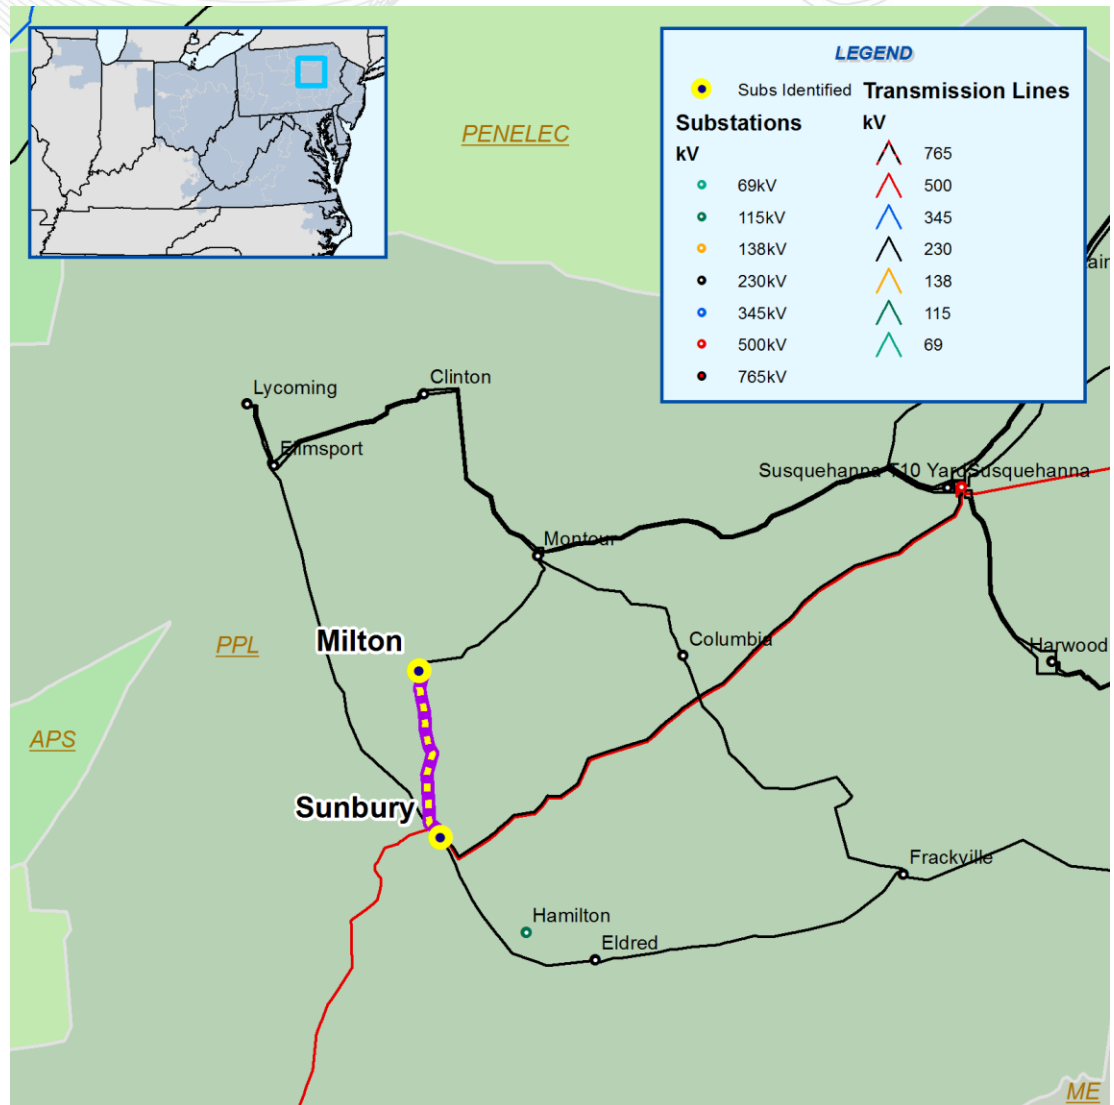 LEGEND
Subs Identified
Transmission Lines
Substations
kV
kV
69kV
115kV
138kV
230kV
345kV
500kV
765kV
765
500
345
230
138
115
69
PENELEC
Lycoming
Clinton
Elimsport
Susquehanna T10 Yard
Susquehanna
Montour
Milton
PPL
Columbia
Harwood
APS
Sunbury
Frackville
Hamilton
Eldred
ME